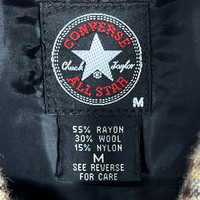 CONVERSE
Chuck Taylor
®
ALL STAR
M
55% RAYON
30% WOOL
15% NYLON
M
SEE REVERSE
FOR CARE